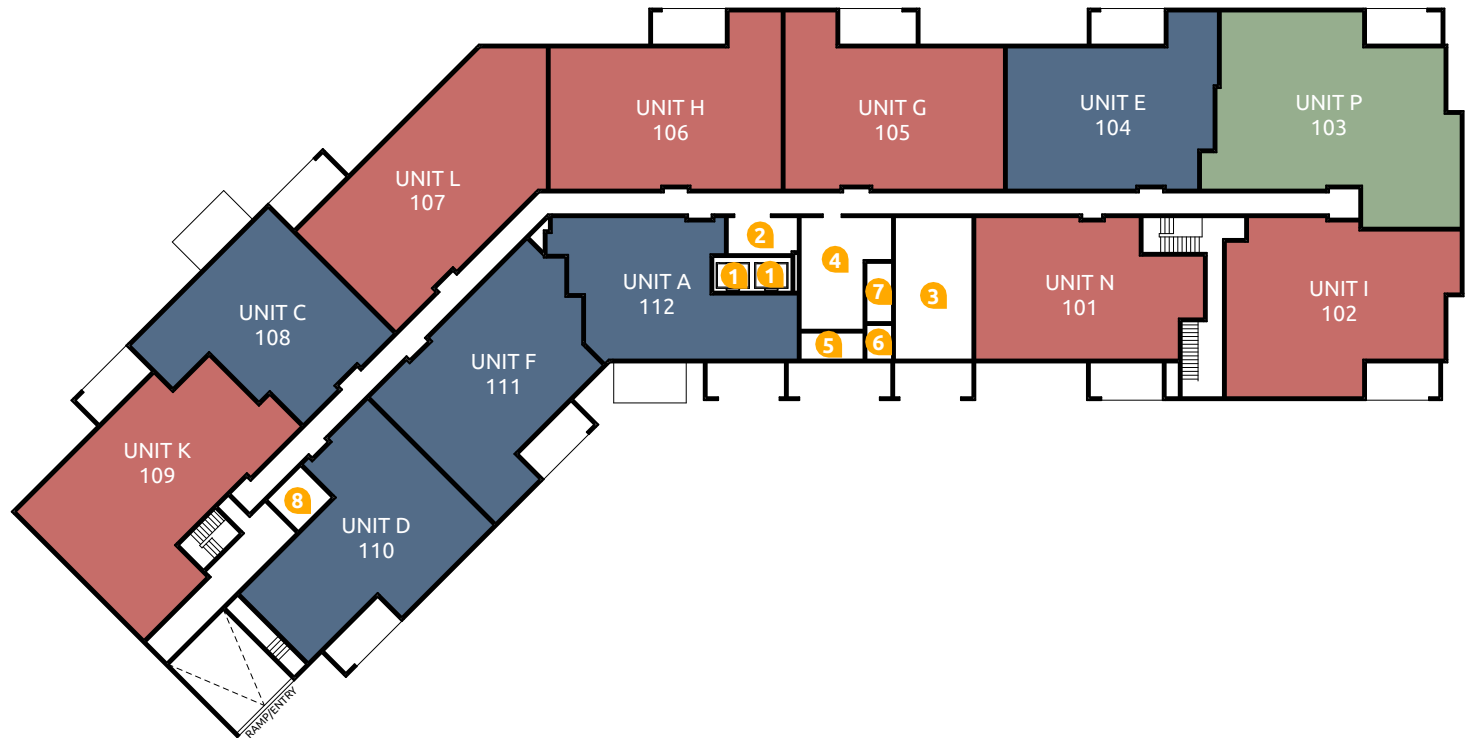 UNIT H
106
UNIT G
105
UNIT E
104
UNIT P
103
UNIT L
107
UNIT C
108
UNIT K
109
UNIT F
111
UNIT D
110
UNIT A
112
UNIT N
101
UNIT I
102
1
1
2
3
4
5
6
7
8
RAMP/ENTRY